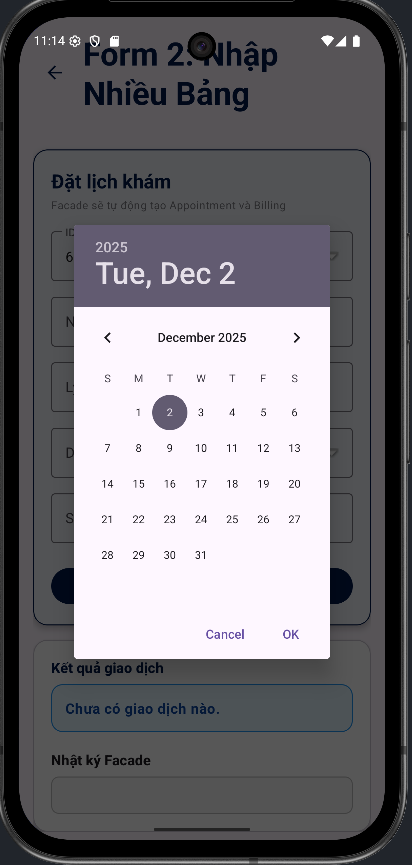 11:14
Form 2: Nhập
Nhiều Bảng
Đặt lịch khám
Facade sẽ tự động tạo Appointment và Billing
ID
6
2025
Tue, Dec 2
N
December 2025
S M T W T F S
L
1 2 3 4 5 6
7 8 9 10 11 12 13
D
14 15 16 17 18 19 20
S
21 22 23 24 25 26 27
28 29 30 31
Cancel OK
Kết quả giao dịch
Chưa có giao dịch nào.
Nhật ký Facade